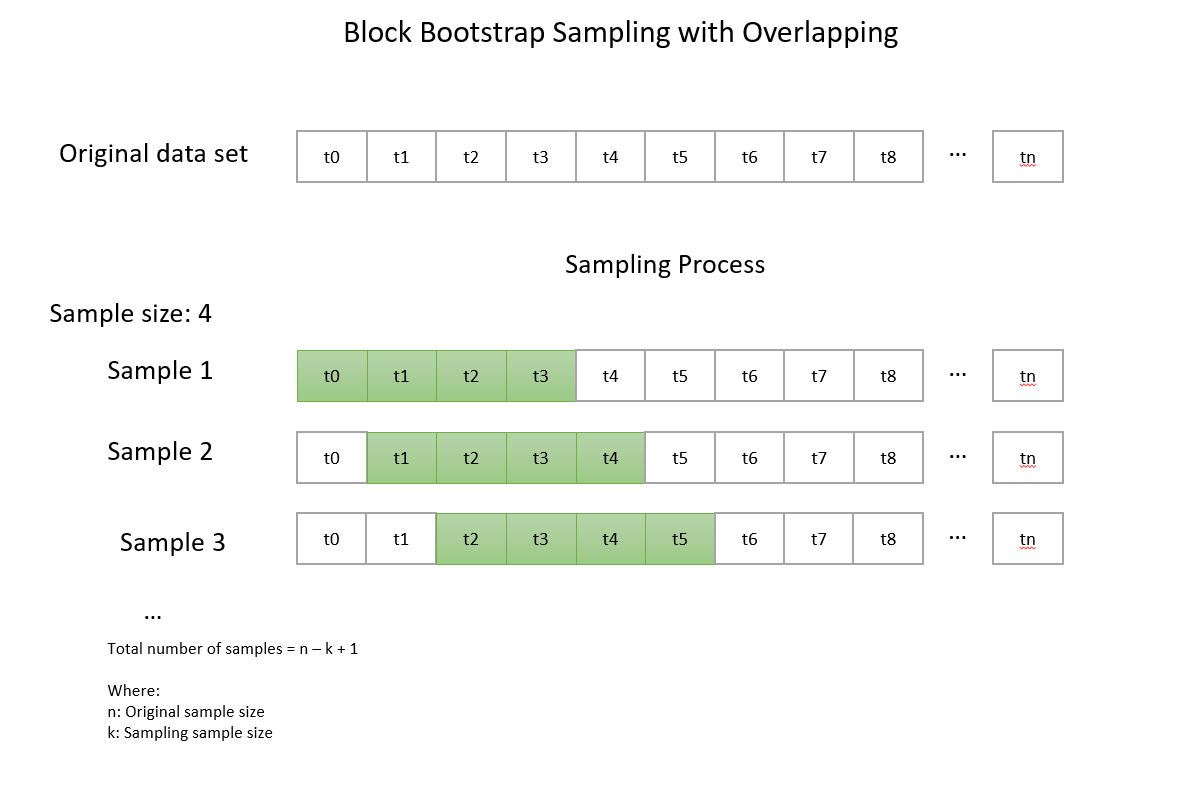 Block Bootstrap Sampling with Overlapping
Original data set t0 t1 t2 t3 t4 t5 t6 t7 t8 ... tn
Sampling Process
Sample size: 4
Sample 1 t0 t1 t2 t3 t4 t5 t6 t7 t8 ... tn
Sample 2 t0 t1 t2 t3 t4 t5 t6 t7 t8 ... tn
Sample 3 t0 t1 t2 t3 t4 t5 t6 t7 t8 ... tn
...
Total number of samples = n – k + 1
Where:
n: Original sample size
k: Sampling sample size